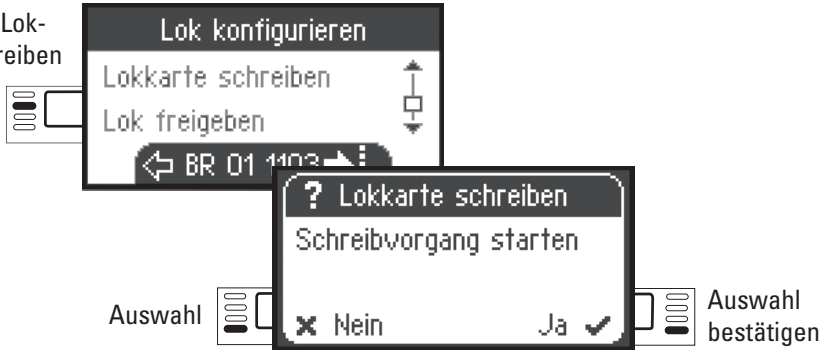 Lok-
reiben
Lok konfigurieren
Lokkarte schreiben
Lok freigeben
BR 01 1103
? Lokkarte schreiben
Schreibvorgang starten
Auswahl
Nein
Ja
Auswahl
bestätigen